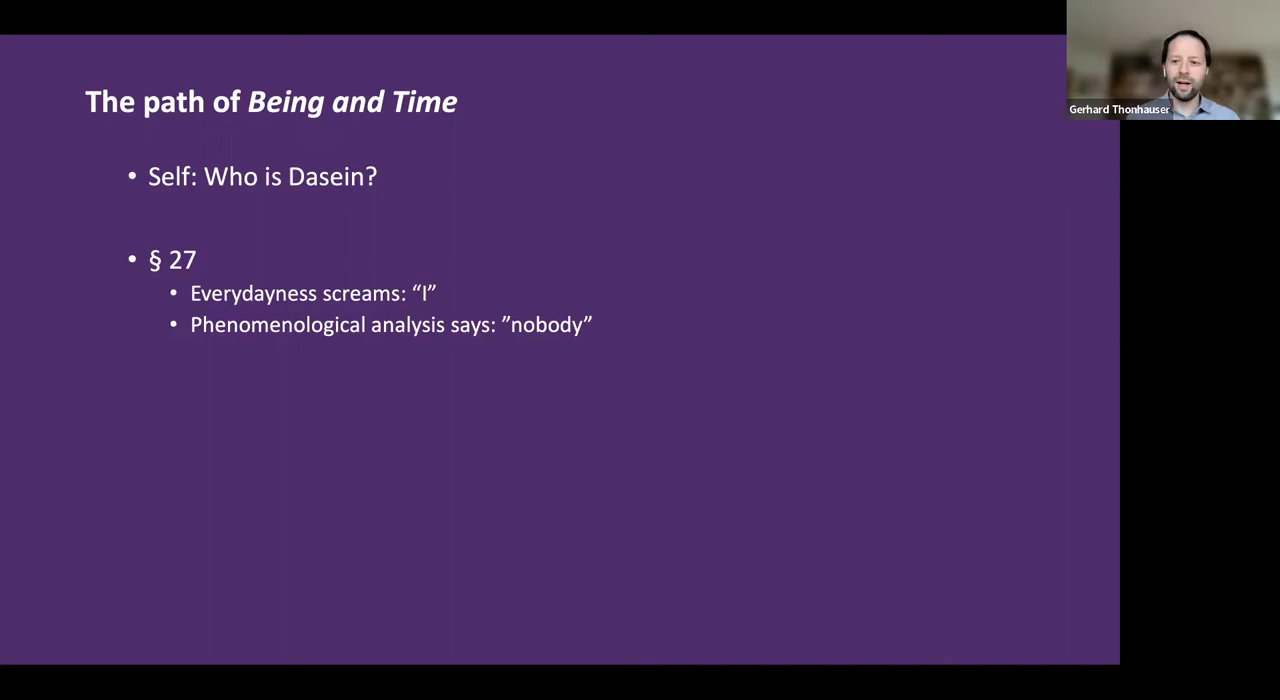 The path of Being and Time
• Self: Who is Dasein?
• § 27
• Everydayness screams: “I”
• Phenomenological analysis says: ”nobody”
Gerhard Thonhauser